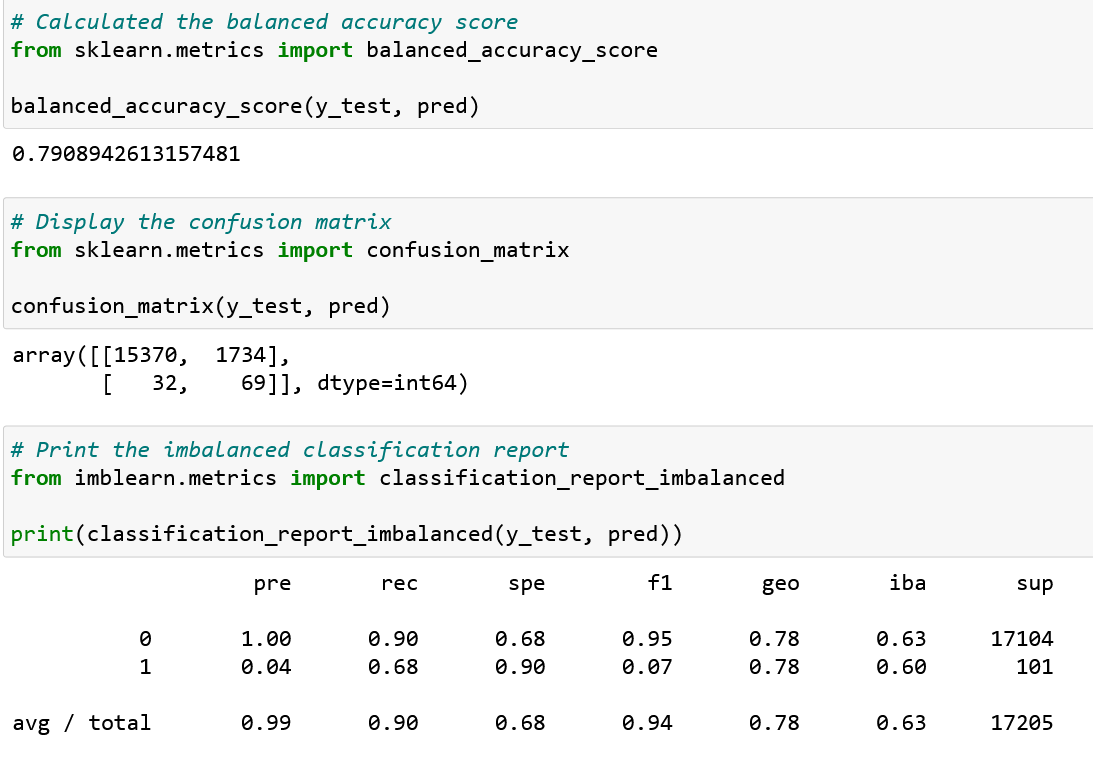 # Calculated the balanced accuracy score
from sklearn.metrics import balanced_accuracy_score
balanced_accuracy_score(y_test, pred)
0.7908942613157481
# Display the confusion matrix
from sklearn.metrics import confusion_matrix
confusion_matrix(y_test, pred)
array([[15370,  1734],
       [   32,    69]], dtype=int64)
# Print the imbalanced classification report
from imblearn.metrics import classification_report_imbalanced
print(classification_report_imbalanced(y_test, pred))
                   pre       rec       spe        f1       geo       iba       sup
          0       1.00      0.90      0.68      0.95      0.78      0.63     17104
          1       0.04      0.68      0.90      0.07      0.78      0.60       101
avg / total       0.99      0.90      0.68      0.94      0.78      0.63     17205